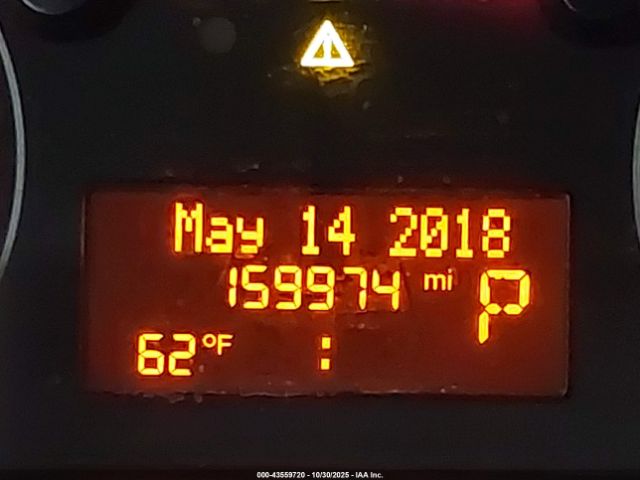 May 14 2018
159974 mi P
62°F :
000-43559720 - 10/30/2025 - IAA Inc.